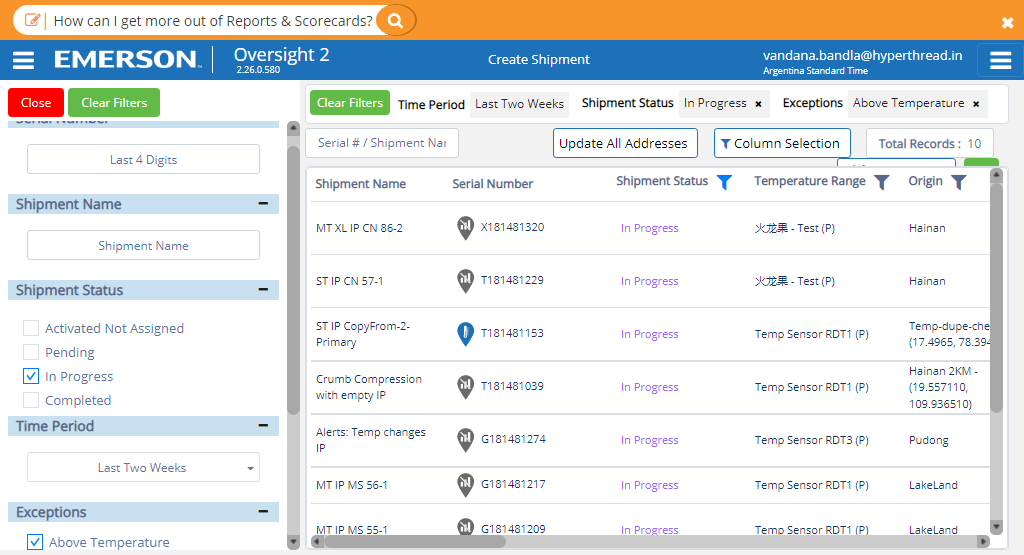 How can I get more out of Reports & Scorecards?
EMERSON
Oversight 2
2.26.0.580
Create Shipment
vandana.bandla@hyperthread.in
Argentina Standard Time
Close
Clear Filters
Serial Number
Last 4 Digits
Shipment Name
Shipment Name
Shipment Status
Activated Not Assigned
Pending
In Progress
Completed
Time Period
Last Two Weeks
Exceptions
Above Temperature
Clear Filters
Time Period
Last Two Weeks
Shipment Status
In Progress ×
Exceptions
Above Temperature ×
Serial # / Shipment Nar
Update All Addresses
Column Selection
Total Records : 10
Shipment Name Serial Number Shipment Status Temperature Range Origin
MT XL IP CN 86-2 X181481320 In Progress 火龙果 - Test (P) Hainan
ST IP CN 57-1 T181481229 In Progress 火龙果 - Test (P) Hainan
ST IP CopyFrom-2-
Primary
T181481153 In Progress Temp Sensor RDT1 (P)
Temp-dupe-che
(17.4965, 78.394
Crumb Compression
with empty IP
T181481039 In Progress Temp Sensor RDT1 (P)
Hainan 2KM -
(19.557110,
109.936510)
Alerts: Temp changes
IP
G181481274 In Progress Temp Sensor RDT3 (P) Pudong
MT IP MS 56-1 G181481217 In Progress Temp Sensor RDT1 (P) LakeLand
MT IP MS 55-1 G181481209 In Progress Temp Sensor RDT1 (P) LakeLand